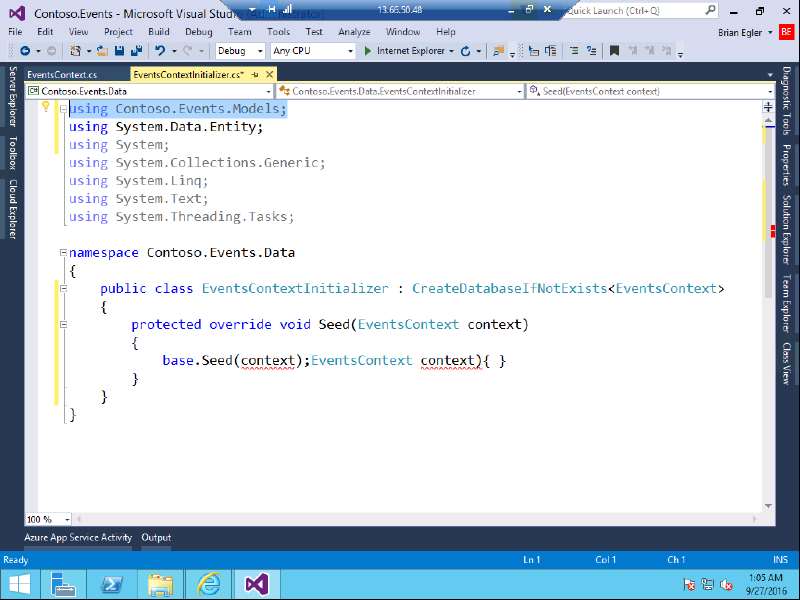 Contoso.Events - Microsoft Visual Stud
13.66.50.48
Quick Launch (Ctrl+Q)
File Edit View Project Build Debug Team Tools Test Analyze Window Help
Brian Egler BE
Debug Any CPU Internet Explorer
Server Explorer
Toolbox
Cloud Explorer
EventsContext.cs EventsContextInitializer.cs*
Contoso.Events.Data Contoso.Events.Data.EventsContextInitializer Seed(EventsContext context)
using Contoso.Events.Models;
using System.Data.Entity;
using System;
using System.Collections.Generic;
using System.Linq;
using System.Text;
using System.Threading.Tasks;
namespace Contoso.Events.Data
{
public class EventsContextInitializer : CreateDatabaseIfNotExists<EventsContext>
{
protected override void Seed(EventsContext context)
{
base.Seed(context);EventsContext context){ }
}
}
}
Diagnostic Tools
Properties
Solution Explorer
Team Explorer
Class View
100 %
Azure App Service Activity Output
Ready Ln 1 Col 1 Ch 1 INS
1:05 AM
9/27/2016